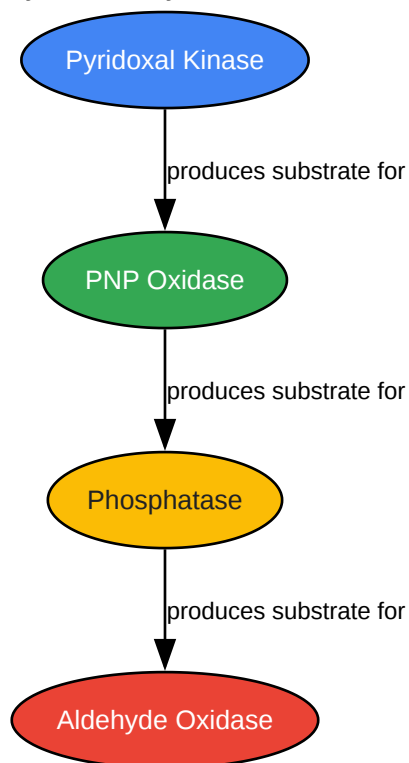 Pyridoxal Kinase
produces substrate for
PNP Oxidase
produces substrate for
Phosphatase
produces substrate for
Aldehyde Oxidase